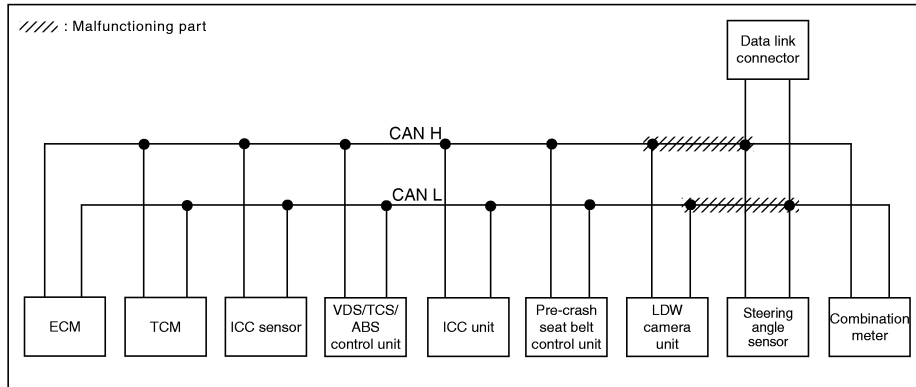 : Malfunctioning part
Data link
connector
CAN H
CAN L
ECM
TCM
ICC sensor
VDS/TCS/
ABS
control unit
ICC unit
Pre-crash
seat belt
control unit
LDW
camera
unit
Steering
angle
sensor
Combination
meter